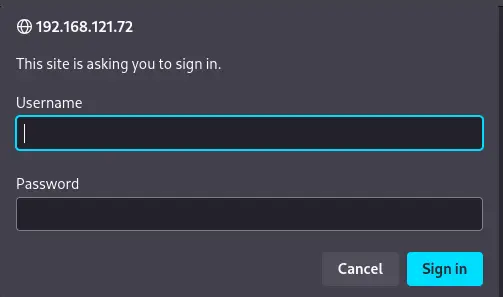 192.168.121.72
This site is asking you to sign in.
Username
Password
Cancel Sign in